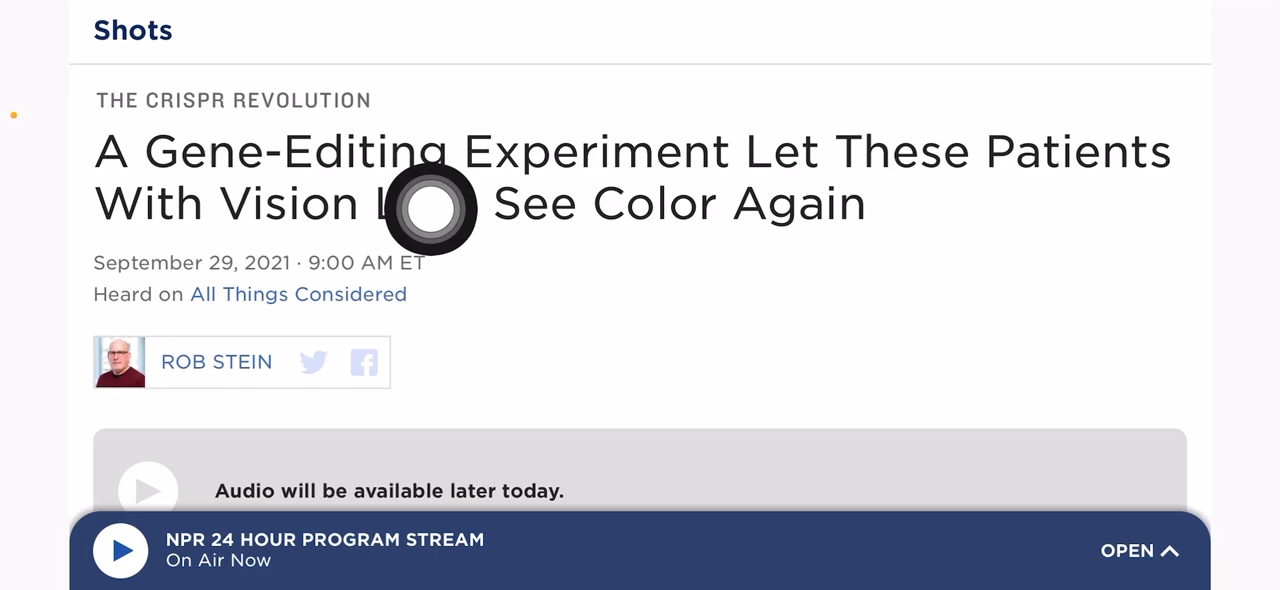 Shots
THE CRISPR REVOLUTION
A Gene-Editing Experiment Let These Patients
With Vision See Color Again
September 29, 2021 · 9:00 AM ET
Heard on All Things Considered
ROB STEIN
Audio will be available later today.
NPR 24 HOUR PROGRAM STREAM
On Air Now
OPEN